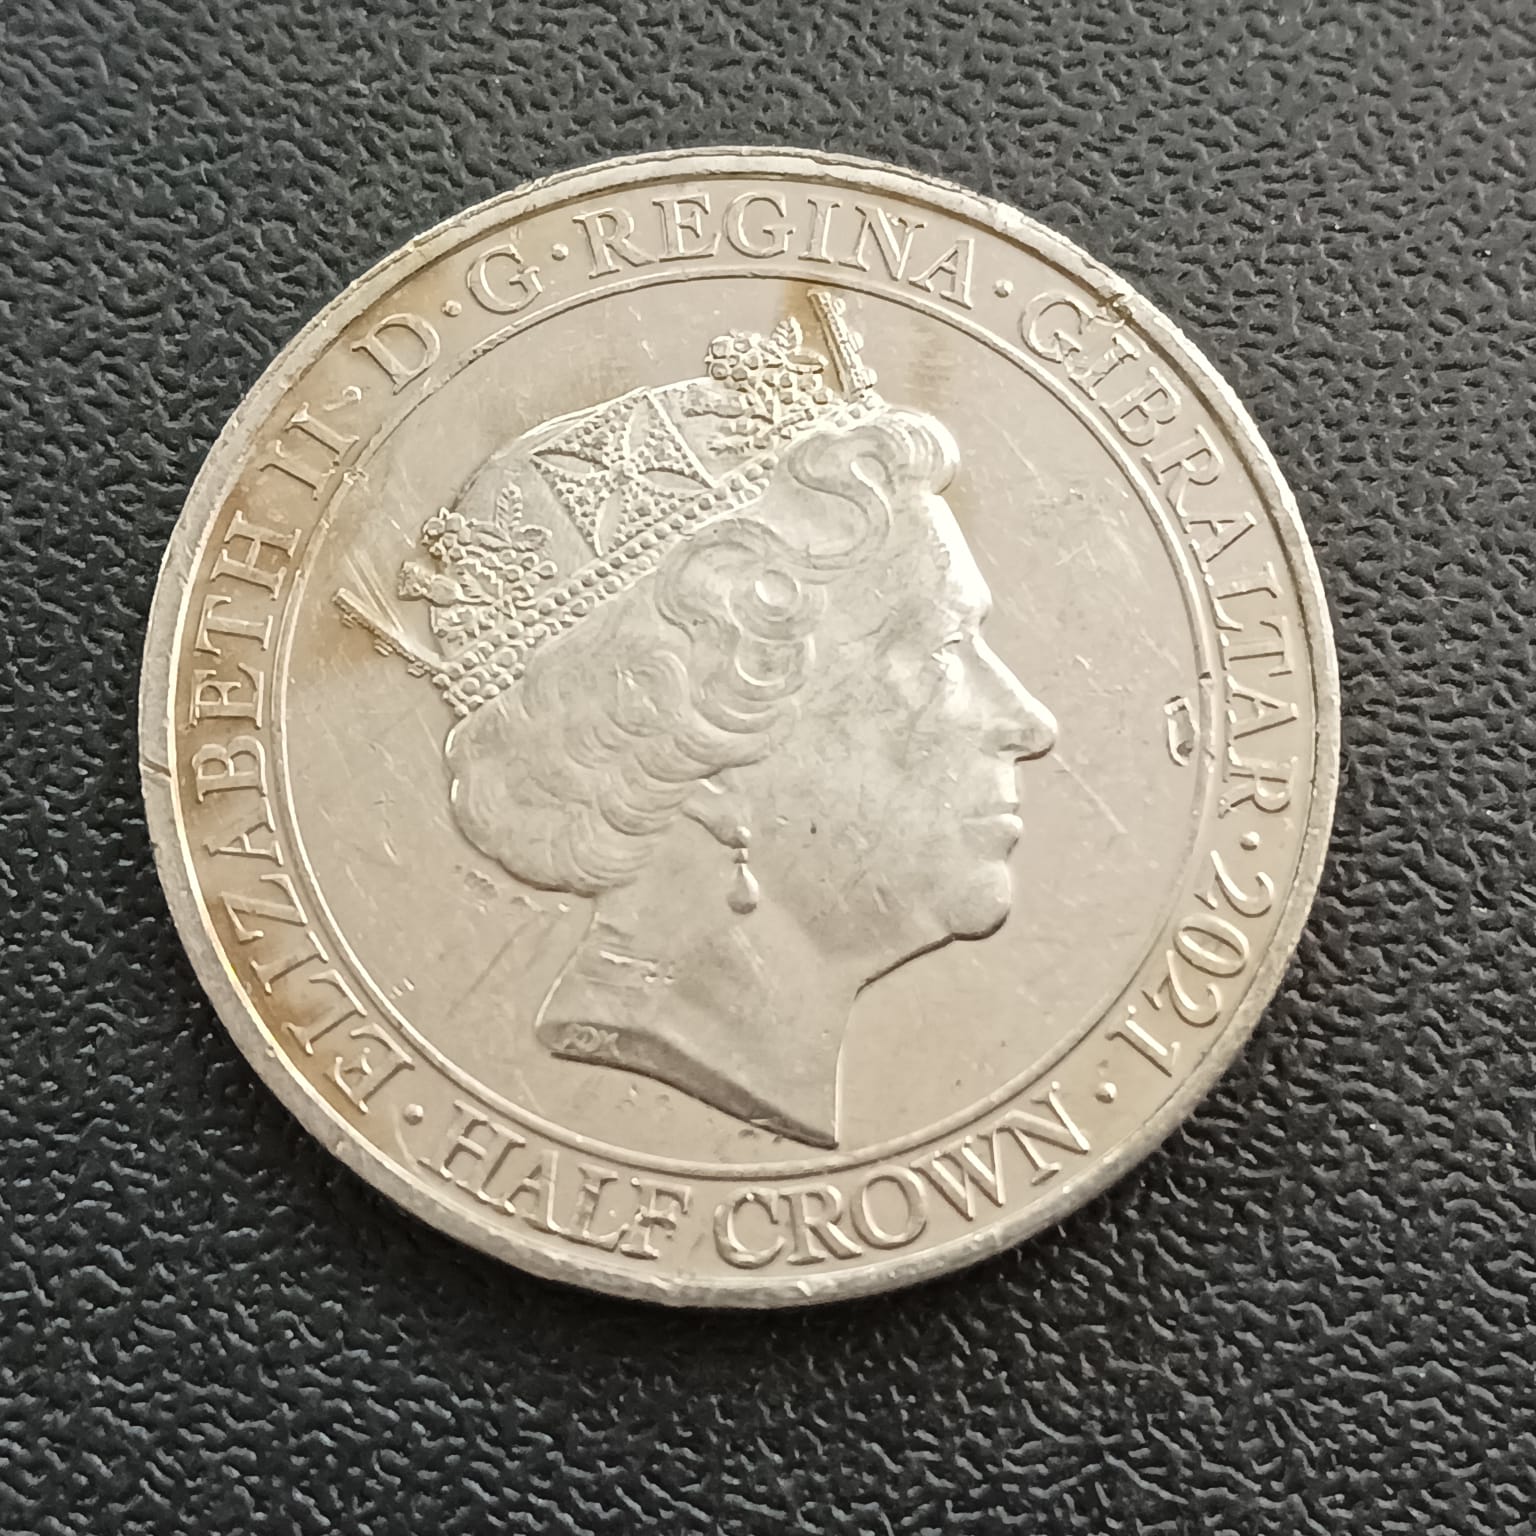 ELIZABETH II · D · G · REGINA · GIBRALTAR · 2021 ·
HALF CROWN ·